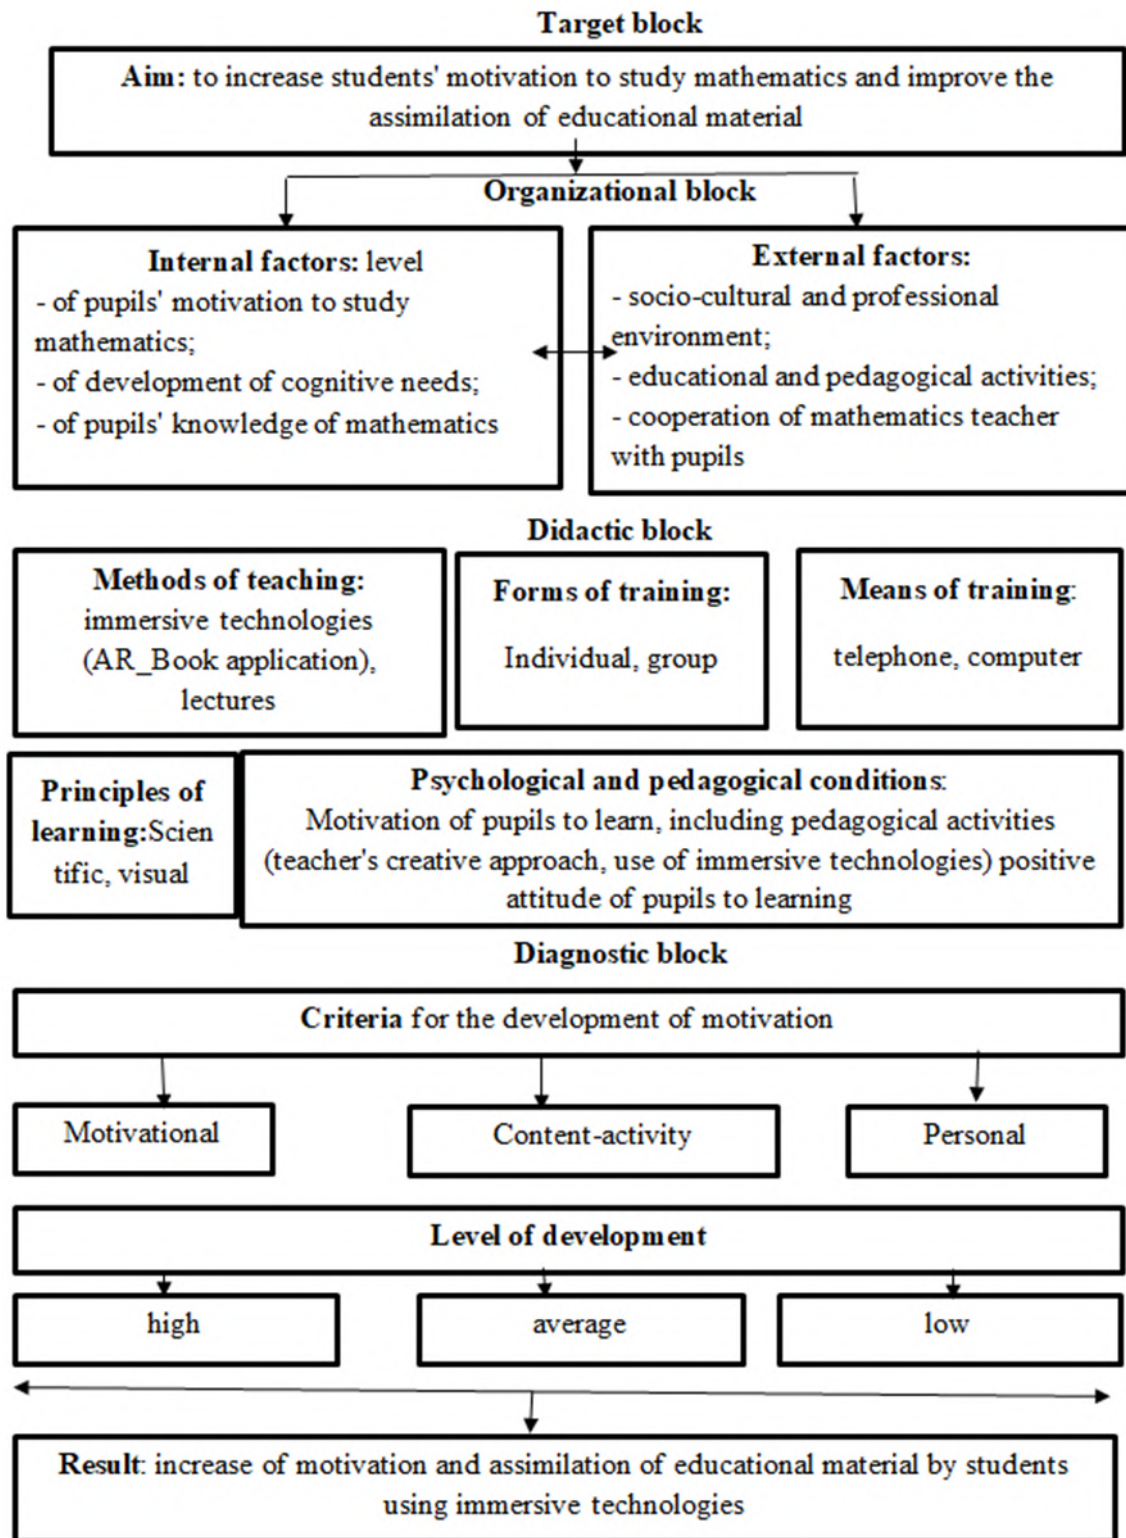 Target block
Aim: to increase students' motivation to study mathematics and improve the
assimilation of educational material
Organizational block
Internal factors: level
- of pupils' motivation to study
mathematics;
- of development of cognitive needs;
- of pupils' knowledge of mathematics
External factors:
- socio-cultural and professional
environment;
- educational and pedagogical activities;
- cooperation of mathematics teacher
with pupils
Didactic block
Methods of teaching:
immersive technologies
(AR_Book application),
lectures
Forms of training:
Individual, group
Means of training:
telephone, computer
Principles of
learning:Scien
tific, visual
Psychological and pedagogical conditions:
Motivation of pupils to learn, including pedagogical activities
(teacher's creative approach, use of immersive technologies) positive
attitude of pupils to learning
Diagnostic block
Criteria for the development of motivation
Motivational
Content-activity
Personal
Level of development
high
average
low
Result: increase of motivation and assimilation of educational material by students
using immersive technologies